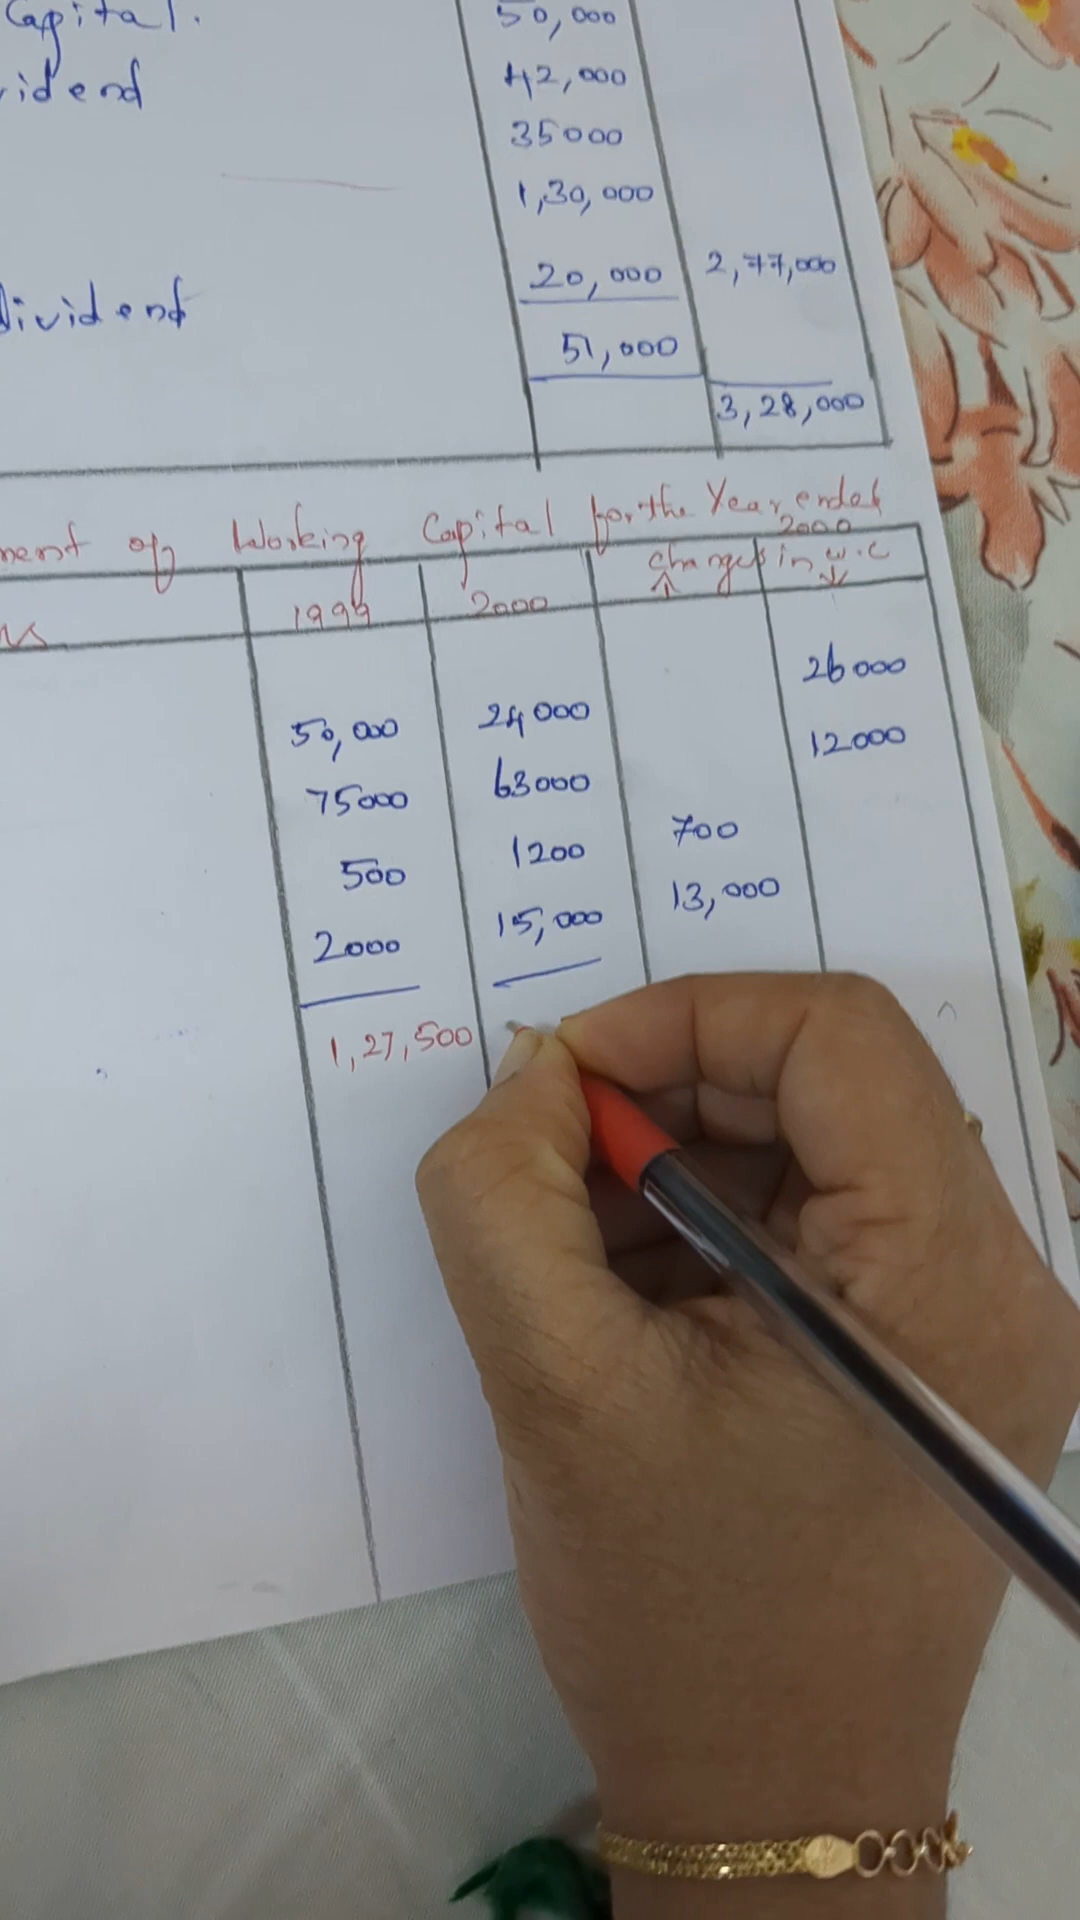 Capital. 50,000
idend 42,000
35000
1,30,000
20,000 2,77,000
Dividend 51,000
3,28,000
ment of Working Capital for the Year ended
2000
1999 2000 changes in w.c
26000
50,000 24000 12000
75000 63000
500 1200 700
2000 15,000 13,000
1,27,500